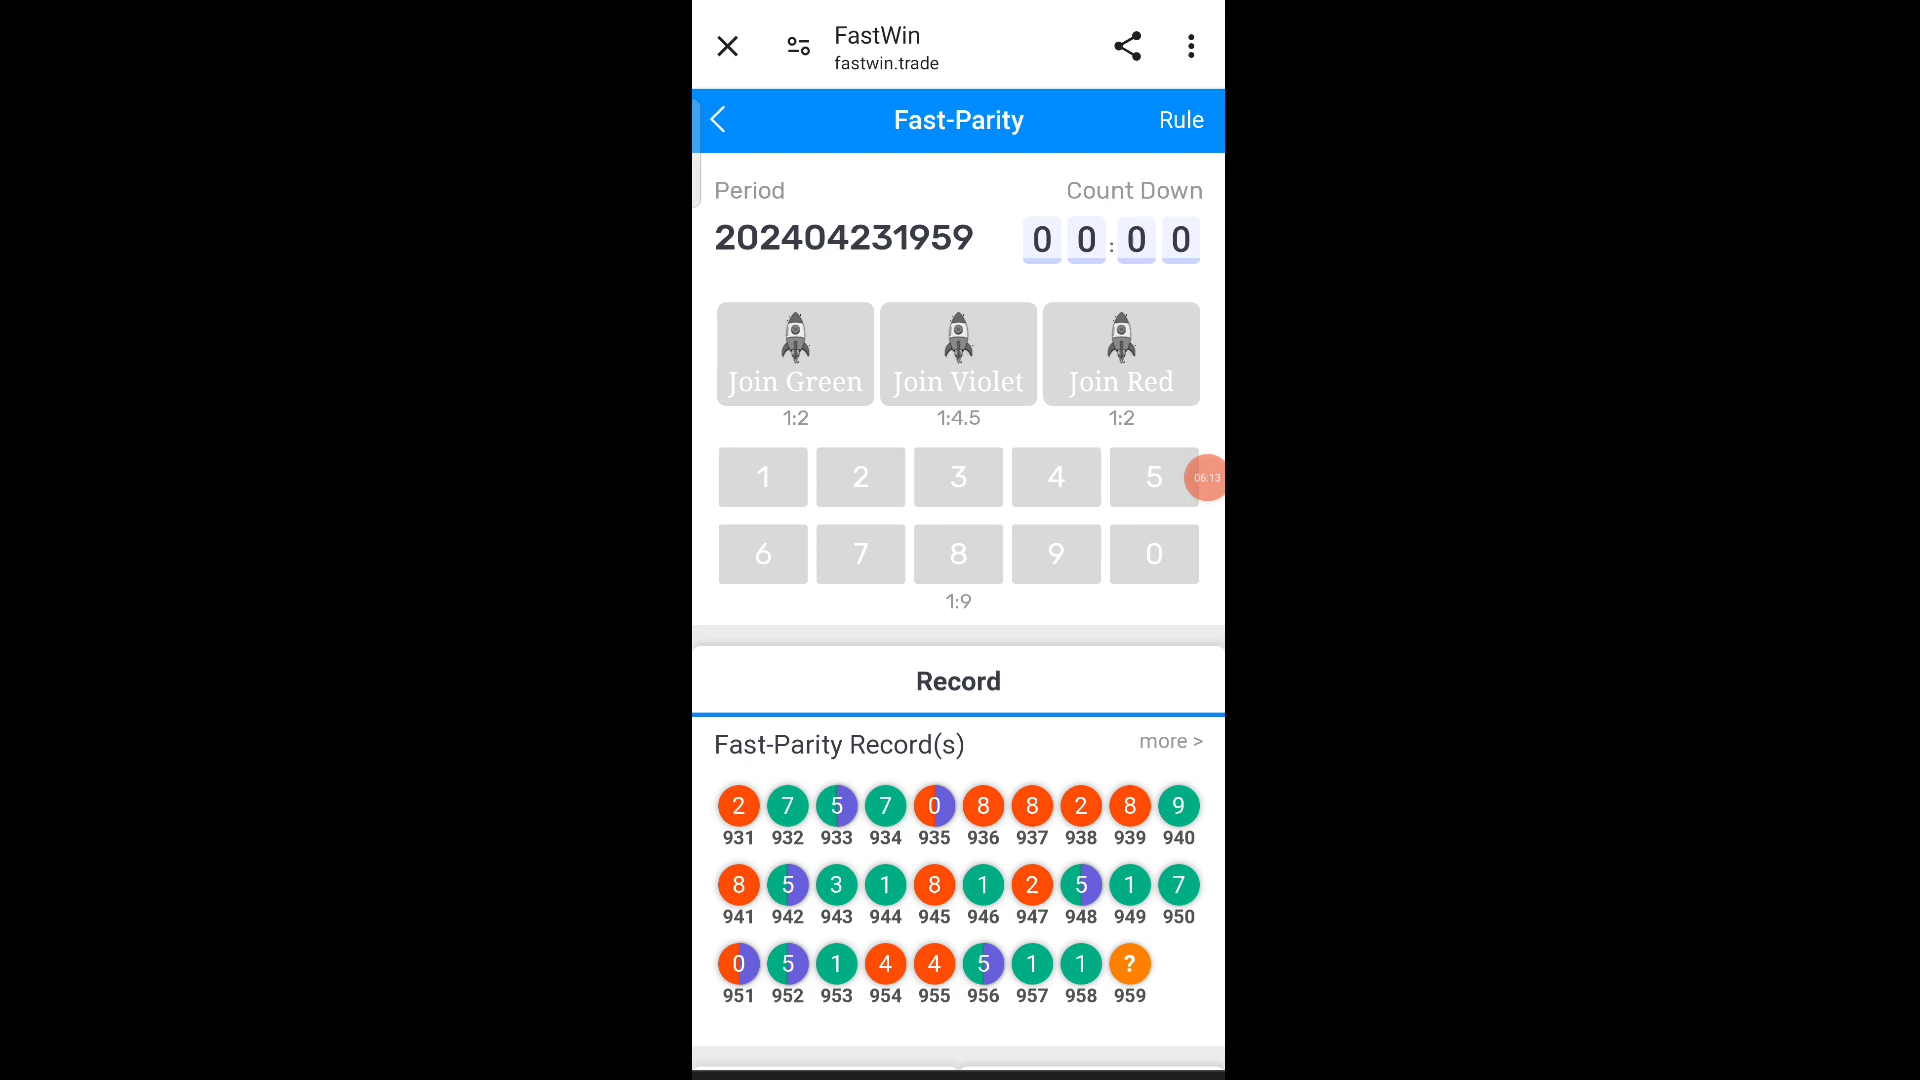 FastWin
fastwin.trade
Fast-Parity
Rule
Period
Count Down
202404231959
0 0 : 0 0
Join Green
Join Violet
Join Red
1:2
1:4.5
1:2
1 2 3 4 5
06:13
6 7 8 9 0
1:9
Record
Fast-Parity Record(s)
more >
2 7 5 7 0 8 8 2 8 9
931 932 933 934 935 936 937 938 939 940
8 5 3 1 8 1 2 5 1 7
941 942 943 944 945 946 947 948 949 950
0 5 1 4 4 5 1 1 ?
951 952 953 954 955 956 957 958 959